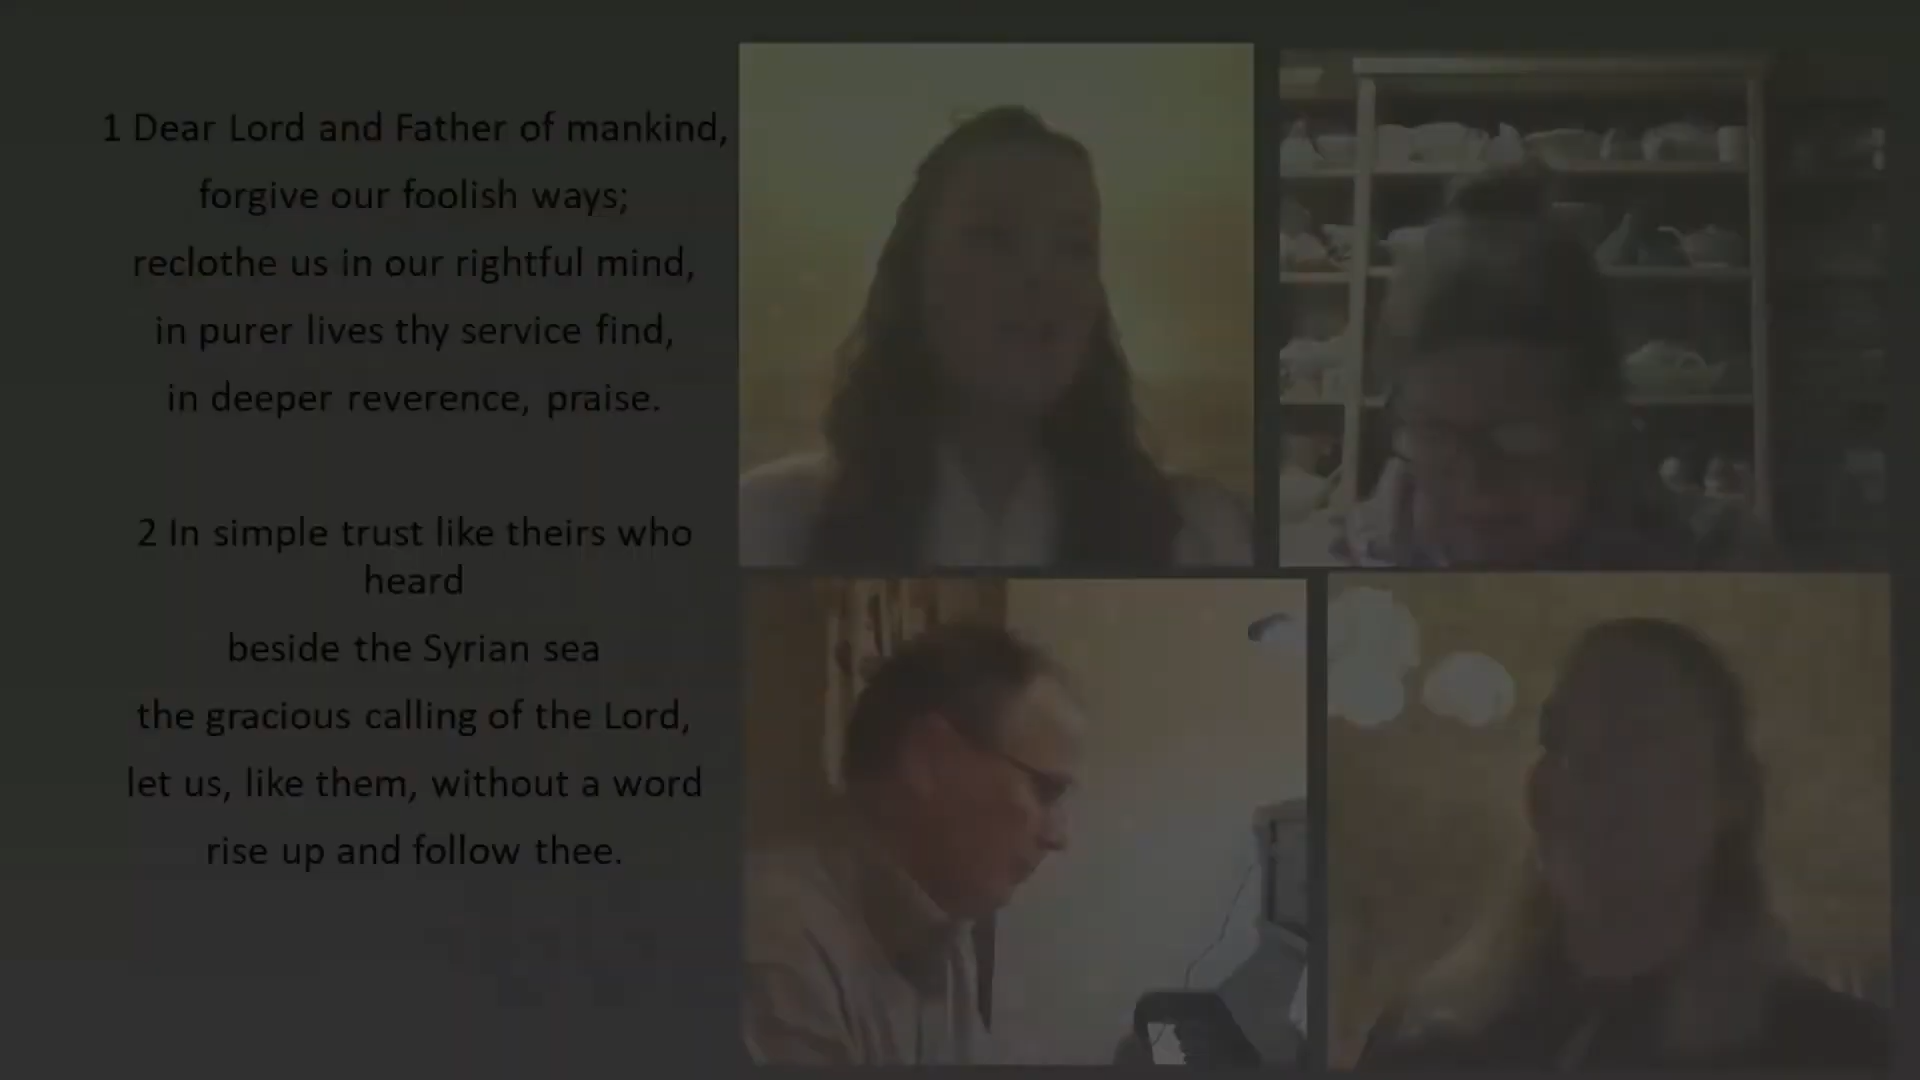 1 Dear Lord and Father of mankind,
forgive our foolish ways;
reclothe us in our rightful mind,
in purer lives thy service find,
in deeper reverence, praise.
2 In simple trust like theirs who
heard
beside the Syrian sea
the gracious calling of the Lord,
let us, like them, without a word
rise up and follow thee.